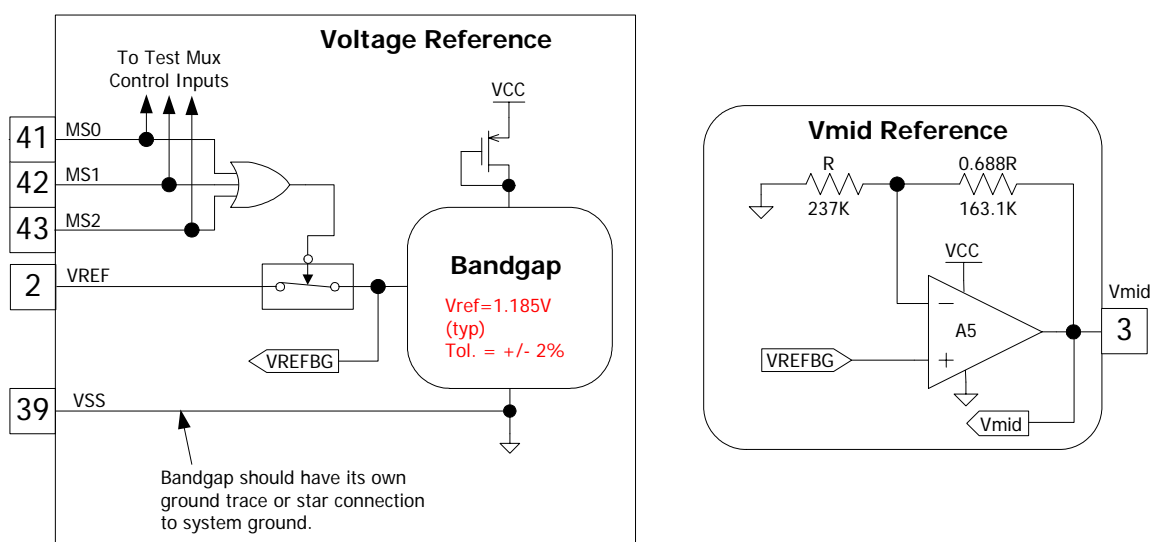 Voltage Reference
To Test Mux
Control Inputs
VCC
41 MS0
42 MS1
43 MS2
2 VREF
Bandgap
Vref=1.185V
(typ)
Tol. = +/- 2%
VREFBG
39 VSS
Bandgap should have its own
ground trace or star connection
to system ground.
Vmid Reference
R
0.688R
237K
163.1K
VCC
A5
VREFBG
Vmid
3
Vmid